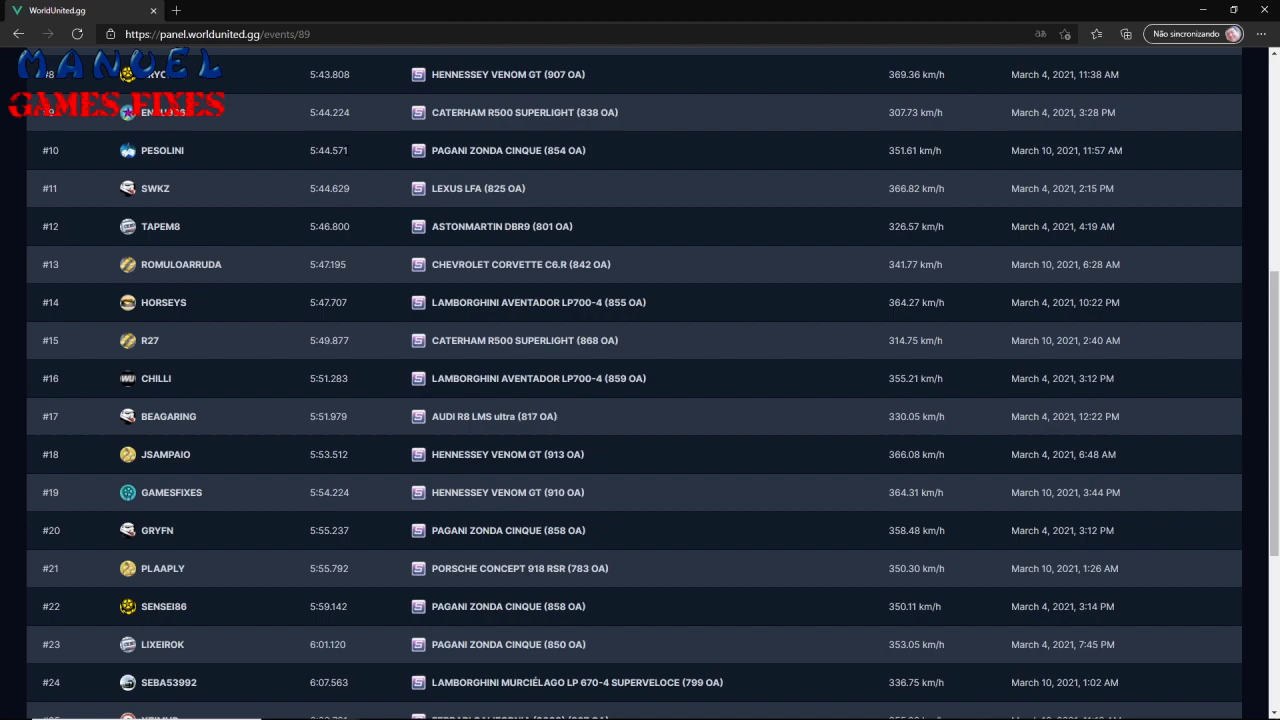 WorldUnited.gg
https://panel.worldunited.gg/events/89
Não sincronizando
MANUEL
GAMES FIXES
#8 5:43.808 HENNESSEY VENOM GT (907 OA) 369.36 km/h March 4, 2021, 11:38 AM
5:44.224 CATERHAM R500 SUPERLIGHT (838 OA) 307.73 km/h March 4, 2021, 3:28 PM
#10 PESOLINI 5:44.571 PAGANI ZONDA CINQUE (854 OA) 351.61 km/h March 10, 2021, 11:57 AM
#11 SWKZ 5:44.629 LEXUS LFA (825 OA) 366.82 km/h March 4, 2021, 2:15 PM
#12 TAPEM8 5:46.800 ASTONMARTIN DBR9 (801 OA) 326.57 km/h March 4, 2021, 4:19 AM
#13 ROMULOARRUDA 5:47.195 CHEVROLET CORVETTE C6.R (842 OA) 341.77 km/h March 10, 2021, 6:28 AM
#14 HORSEYS 5:47.707 LAMBORGHINI AVENTADOR LP700-4 (855 OA) 364.27 km/h March 4, 2021, 10:22 PM
#15 R27 5:49.877 CATERHAM R500 SUPERLIGHT (868 OA) 314.75 km/h March 10, 2021, 2:40 AM
#16 CHILLI 5:51.283 LAMBORGHINI AVENTADOR LP700-4 (859 OA) 355.21 km/h March 4, 2021, 3:12 PM
#17 BEAGARING 5:51.979 AUDI R8 LMS ultra (817 OA) 330.05 km/h March 4, 2021, 12:22 PM
#18 JSAMPAIO 5:53.512 HENNESSEY VENOM GT (913 OA) 366.08 km/h March 4, 2021, 6:48 AM
#19 GAMESFIXES 5:54.224 HENNESSEY VENOM GT (910 OA) 364.31 km/h March 10, 2021, 3:44 PM
#20 GRYFN 5:55.237 PAGANI ZONDA CINQUE (858 OA) 358.48 km/h March 4, 2021, 3:12 PM
#21 PLAAPLY 5:55.792 PORSCHE CONCEPT 918 RSR (783 OA) 350.30 km/h March 10, 2021, 1:26 AM
#22 SENSEI86 5:59.142 PAGANI ZONDA CINQUE (858 OA) 350.11 km/h March 4, 2021, 3:14 PM
#23 LIXEIROK 6:01.120 PAGANI ZONDA CINQUE (850 OA) 353.05 km/h March 4, 2021, 7:45 PM
#24 SEBA53992 6:07.563 LAMBORGHINI MURCIÉLAGO LP 670-4 SUPERVELOCE (799 OA) 336.75 km/h March 4, 2021, 1:02 AM